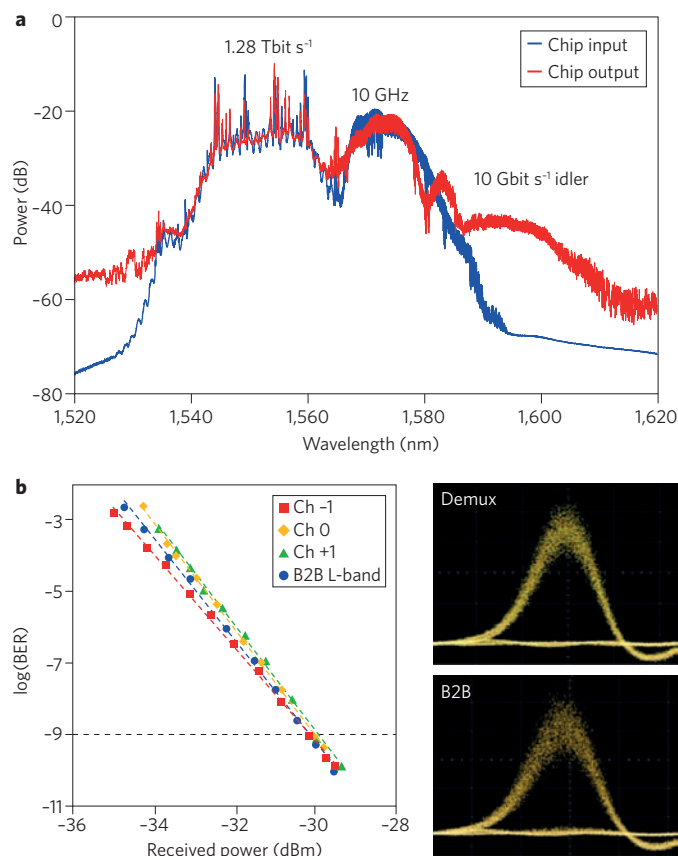 a
0
-20
-40
-60
-80
Power (dB)
1.28 Tbit s⁻¹
10 GHz
10 Gbit s⁻¹ idler
Chip input
Chip output
1,520
1,540
1,560
1,580
1,600
1,620
Wavelength (nm)
b
-3
-5
-7
-9
-11
log(BER)
Ch -1
Ch 0
Ch +1
B2B L-band
-36
-34
-32
-30
-28
Received power (dBm)
Demux
B2B